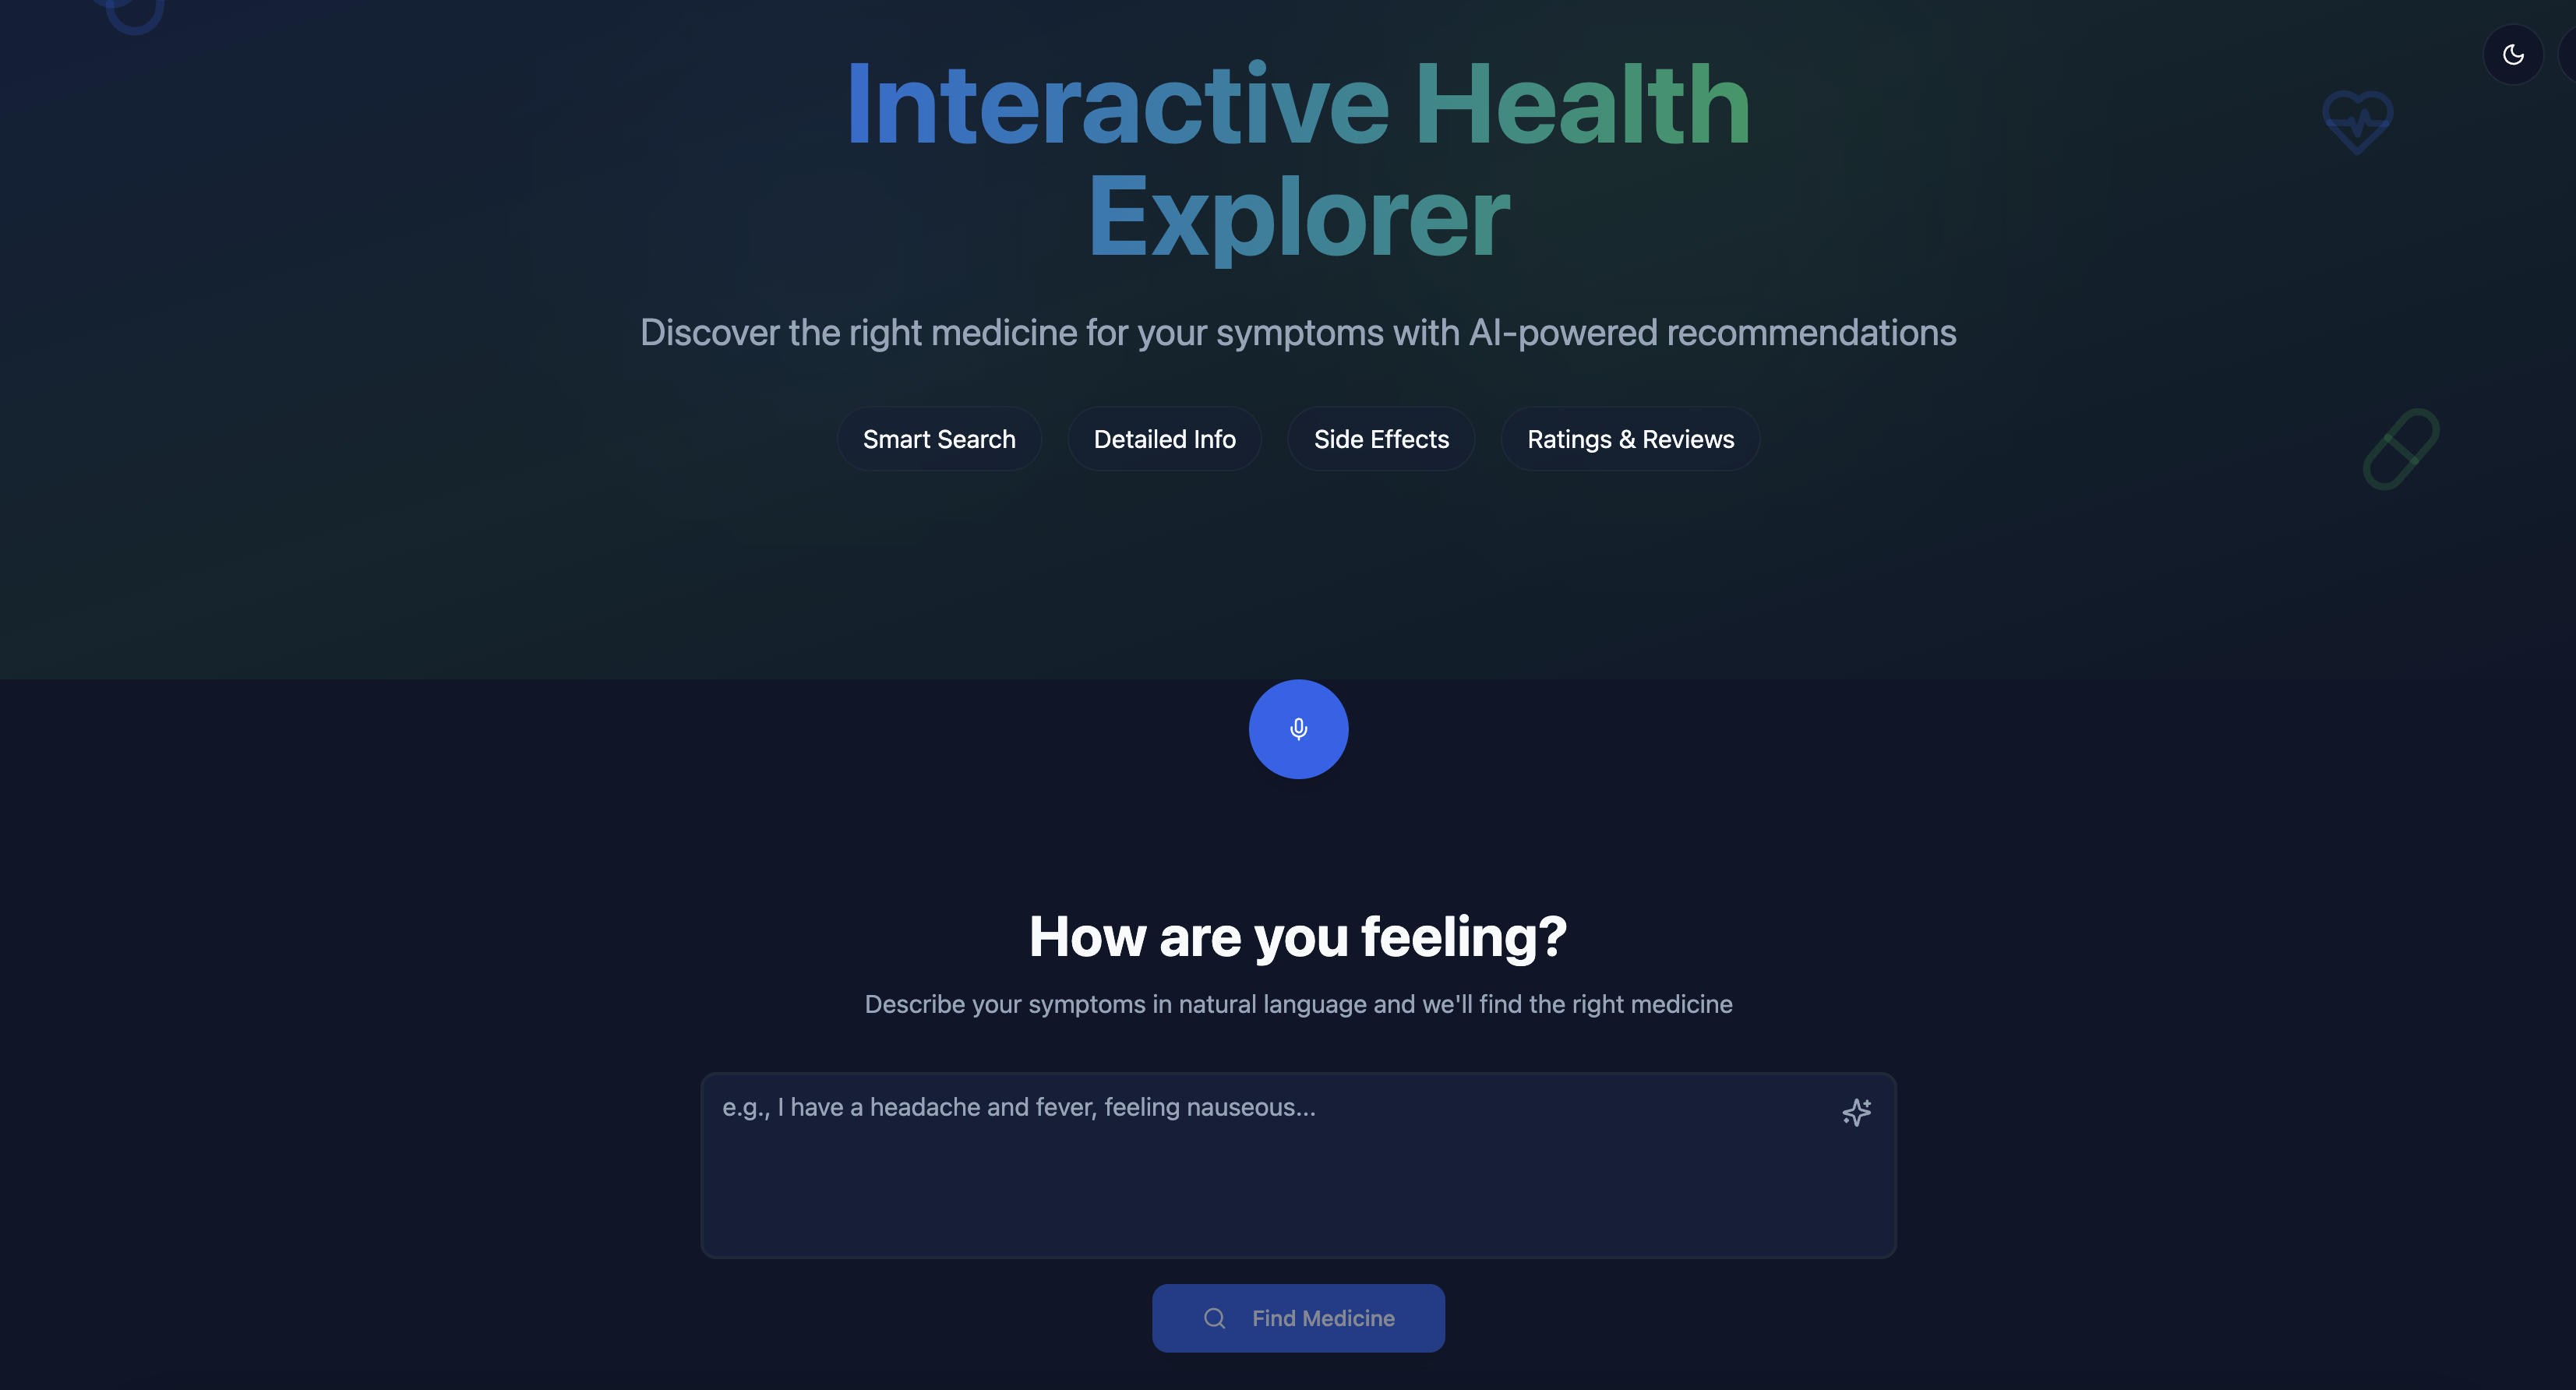 Interactive Health
Explorer
Discover the right medicine for your symptoms with AI-powered recommendations
Smart Search
Detailed Info
Side Effects
Ratings & Reviews
How are you feeling?
Describe your symptoms in natural language and we'll find the right medicine
e.g., I have a headache and fever, feeling nauseous...
Find Medicine